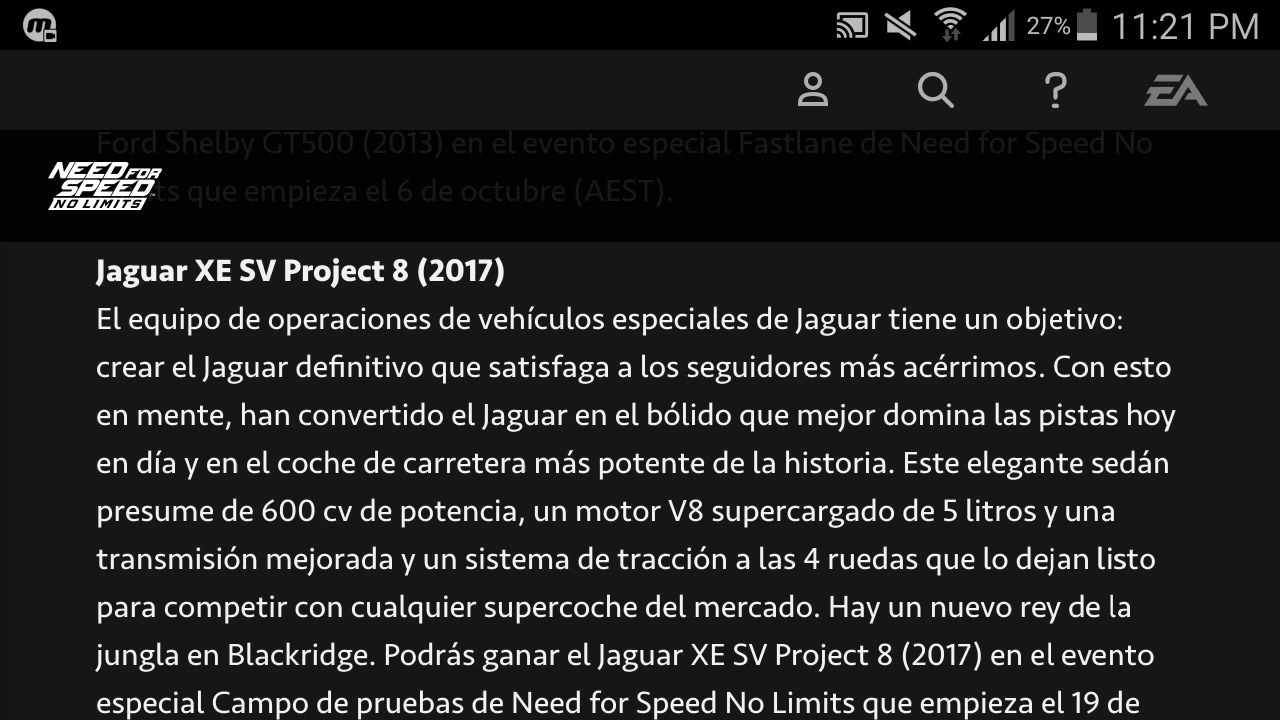 27% 11:21 PM
EA
Ford Shelby GT500 (2013) en el evento especial Fastlane de Need for Speed No
ts que empieza el 6 de octubre (AEST).
NEED FOR
SPEED
NO LIMITS
Jaguar XE SV Project 8 (2017)
El equipo de operaciones de vehículos especiales de Jaguar tiene un objetivo:
crear el Jaguar definitivo que satisfaga a los seguidores más acérrimos. Con esto
en mente, han convertido el Jaguar en el bólido que mejor domina las pistas hoy
en día y en el coche de carretera más potente de la historia. Este elegante sedán
presume de 600 cv de potencia, un motor V8 supercargado de 5 litros y una
transmisión mejorada y un sistema de tracción a las 4 ruedas que lo dejan listo
para competir con cualquier supercoche del mercado. Hay un nuevo rey de la
jungla en Blackridge. Podrás ganar el Jaguar XE SV Project 8 (2017) en el evento
especial Campo de pruebas de Need for Speed No Limits que empieza el 19 de